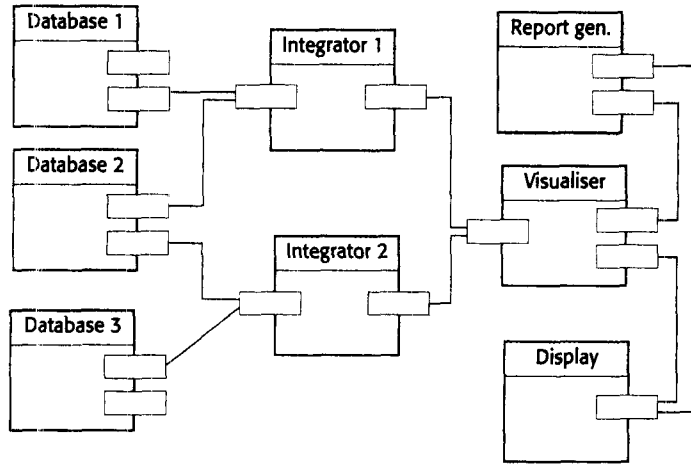 Database 1
Integrator 1
Report gen.
Database 2
Visualiser
Integrator 2
Database 3
Display